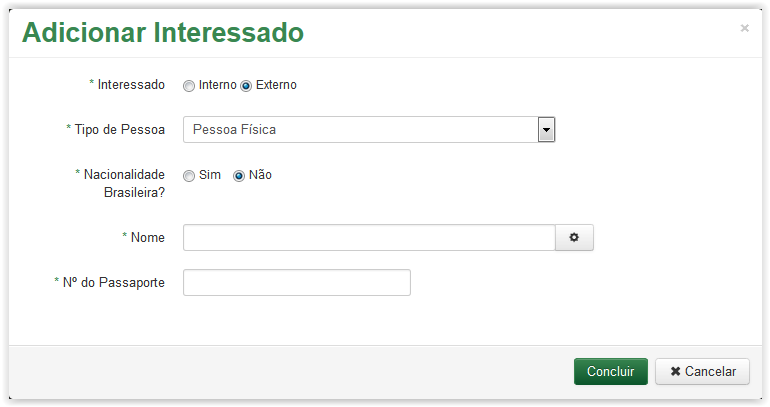 Adicionar Interessado ×
* Interessado Interno Externo
* Tipo de Pessoa Pessoa Física
* Nacionalidade Sim Não
Brasileira?
* Nome
* Nº do Passaporte
Concluir ✖ Cancelar